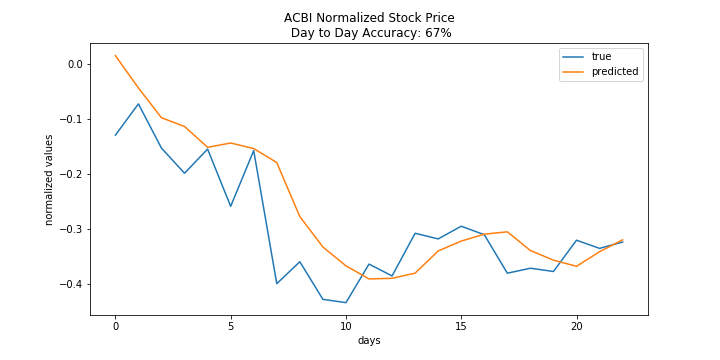 ACBI Normalized Stock Price
Day to Day Accuracy: 67%
true
predicted
0.0
−0.1
−0.2
−0.3
−0.4
normalized values
0
5
10
15
20
days